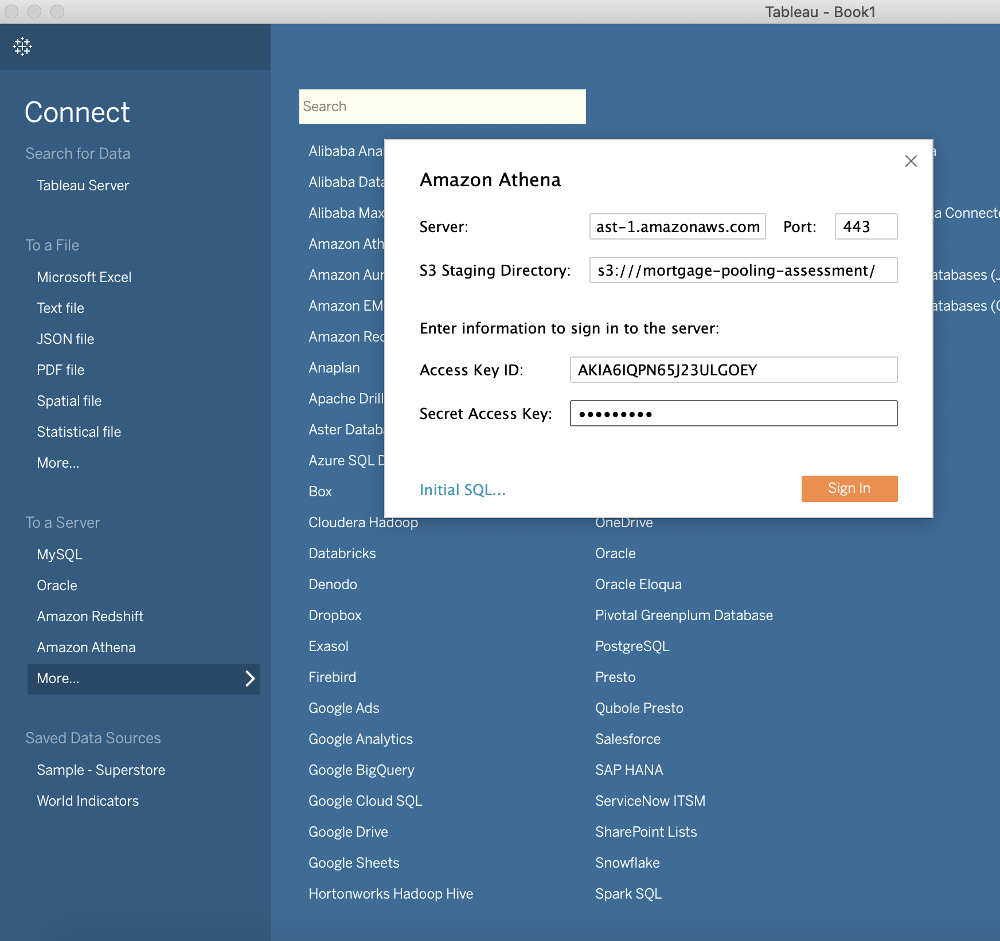 Tableau - Book1
Connect
Search for Data
Tableau Server
To a File
Microsoft Excel
Text file
JSON file
PDF file
Spatial file
Statistical file
More...
To a Server
MySQL
Oracle
Amazon Redshift
Amazon Athena
More...
Saved Data Sources
Sample - Superstore
World Indicators
Search
Alibaba Anal
Alibaba Data
Alibaba Max
Amazon Ath
Amazon Aur
Amazon EM
Amazon Red
Anaplan
Apache Drill
Aster Databa
Azure SQL D
Box
Cloudera Hadoop
Databricks
Denodo
Dropbox
Exasol
Firebird
Google Ads
Google Analytics
Google BigQuery
Google Cloud SQL
Google Drive
Google Sheets
Hortonworks Hadoop Hive
OneDrive
Oracle
Oracle Eloqua
Pivotal Greenplum Database
PostgreSQL
Presto
Qubole Presto
Salesforce
SAP HANA
ServiceNow ITSM
SharePoint Lists
Snowflake
Spark SQL
a
a Connecto
atabases (J
atabases (O
Amazon Athena
Server: ast-1.amazonaws.com Port: 443
S3 Staging Directory: s3:///mortgage-pooling-assessment/
Enter information to sign in to the server:
Access Key ID: AKIA6IQPN65J23ULGOEY
Secret Access Key: •••••••••
Initial SQL...
Sign In